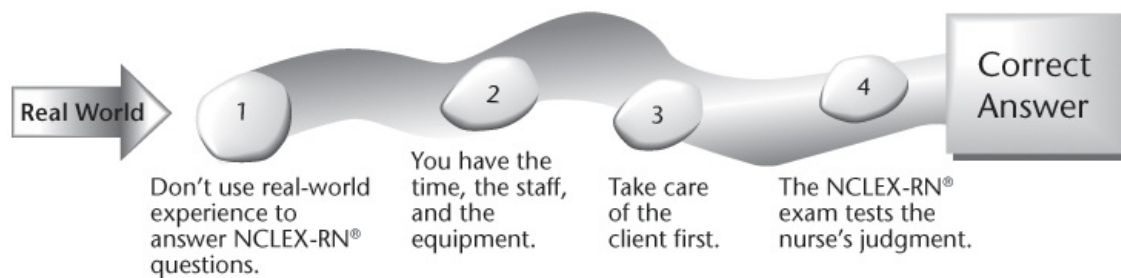 Real World
1
Don't use real-world
experience to
answer NCLEX-RN®
questions.
2
You have the
time, the staff,
and the
equipment.
3
Take care
of the
client first.
4
The NCLEX-RN®
exam tests the
nurse's judgment.
Correct
Answer